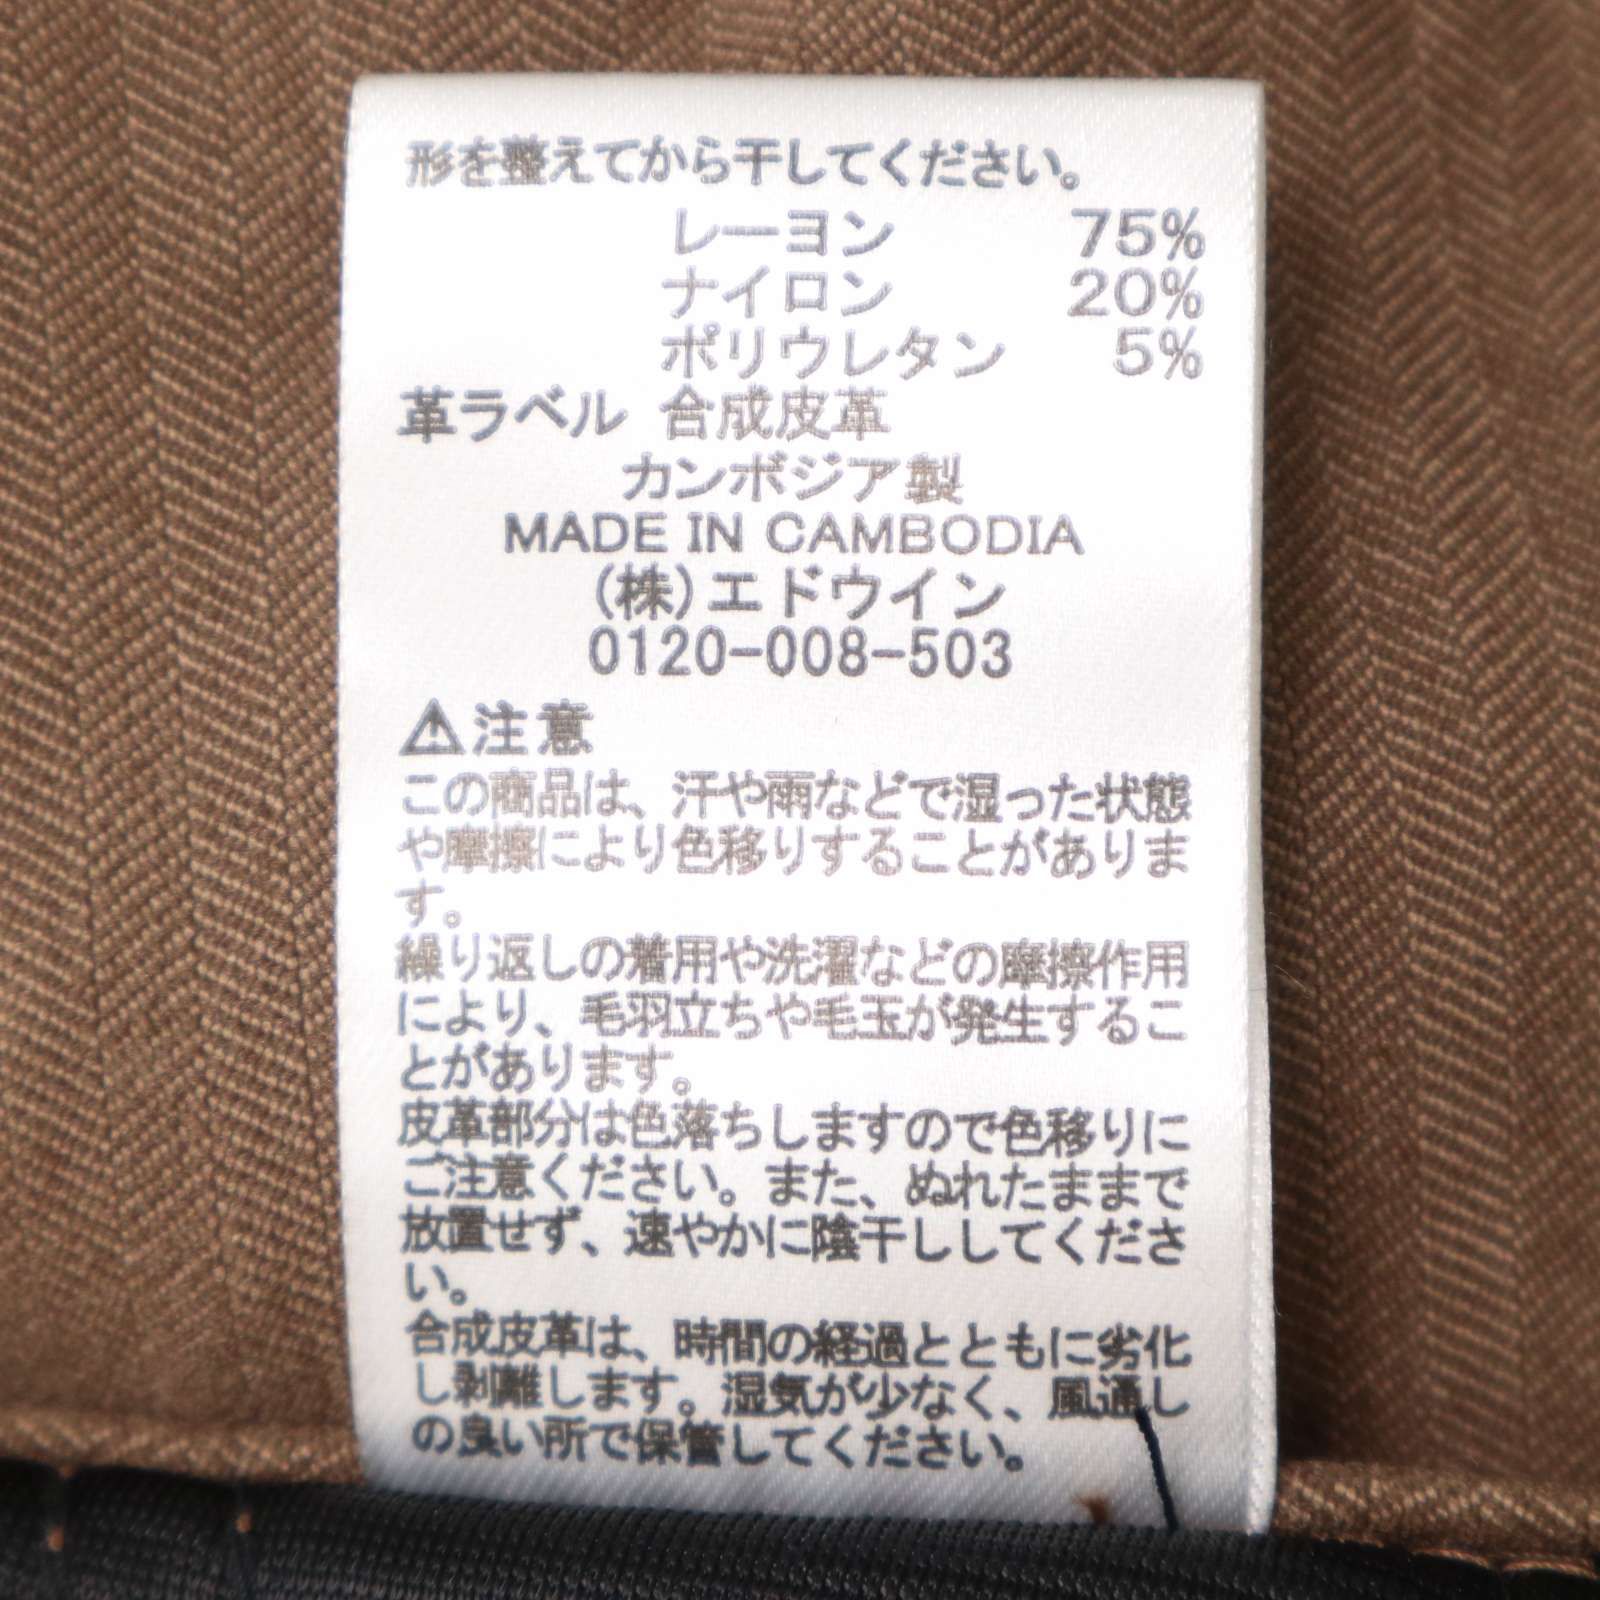 形を整えてから干してください。
レーヨン 75%
ナイロン 20%
ポリウレタン 5%
革ラベル 合成皮革
カンボジア製
MADE IN CAMBODIA
(株)エドウイン
0120-008-503
⚠注意
この商品は、汗や雨などで湿った状態
や摩擦により色移りすることがありま
す。
繰り返しの着用や洗濯などの摩擦作用
により、毛羽立ちや毛玉が発生するこ
とがあります。
皮革部分は色落ちしますので色移りに
ご注意ください。また、ぬれたままで
放置せず、速やかに陰干ししてくださ
い。
合成皮革は、時間の経過とともに劣化
し剥離します。湿気が少なく、風通し
の良い所で保管してください。